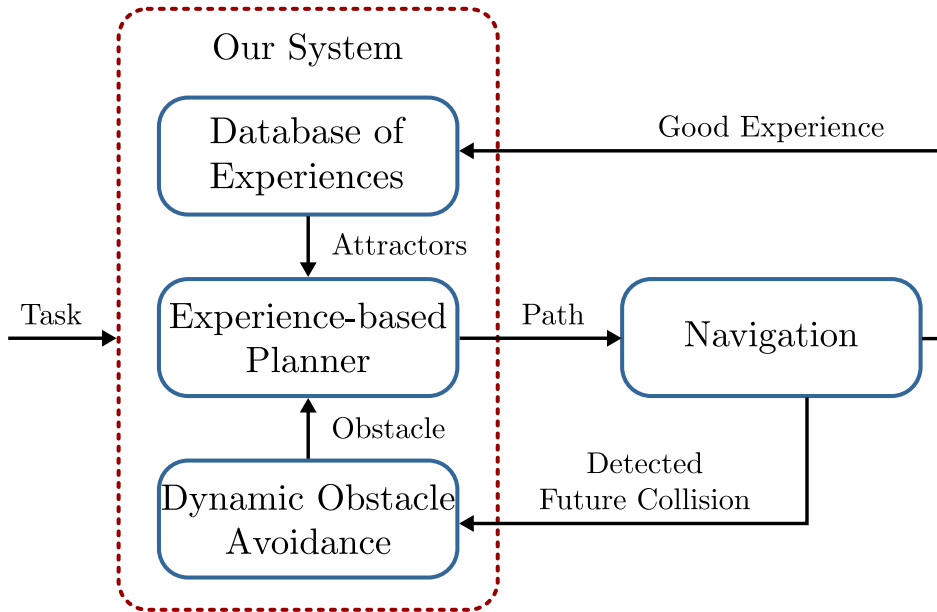 Our System
Database of
Experiences
Good Experience
Attractors
Task
Experience-based
Planner
Path
Navigation
Obstacle
Detected
Future Collision
Dynamic Obstacle
Avoidance